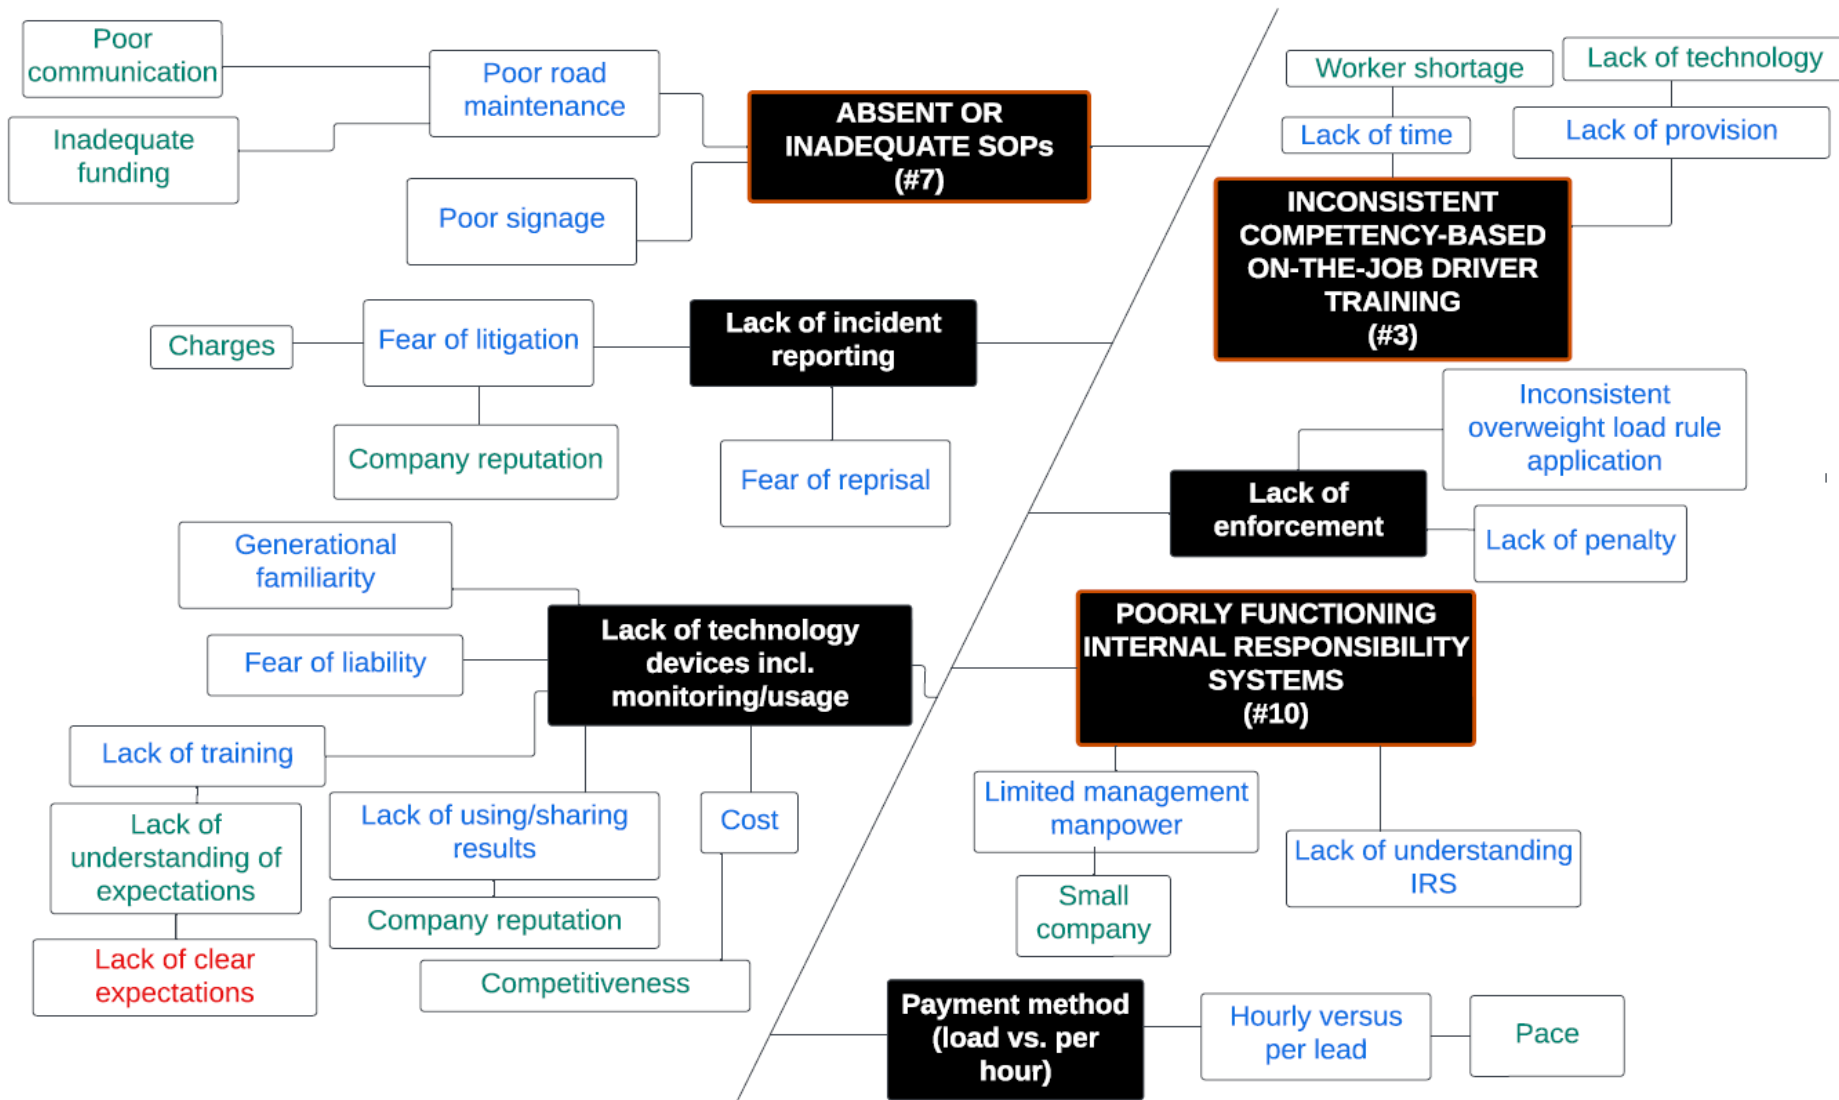 Poor
communication
Inadequate
funding
Poor road
maintenance
Poor signage
ABSENT OR
INADEQUATE SOPs
(#7)
Worker shortage
Lack of technology
Lack of time
Lack of provision
INCONSISTENT
COMPETENCY-BASED
ON-THE-JOB DRIVER
TRAINING
(#3)
Charges
Fear of litigation
Lack of incident
reporting
Company reputation
Fear of reprisal
Inconsistent
overweight load rule
application
Lack of
enforcement
Lack of penalty
Generational
familiarity
Fear of liability
Lack of technology
devices incl.
monitoring/usage
Lack of training
Lack of
understanding of
expectations
Lack of clear
expectations
Lack of using/sharing
results
Company reputation
Cost
Competitiveness
POORLY FUNCTIONING
INTERNAL RESPONSIBILITY
SYSTEMS
(#10)
Limited management
manpower
Small
company
Lack of understanding
IRS
Payment method
(load vs. per
hour)
Hourly versus
per lead
Pace